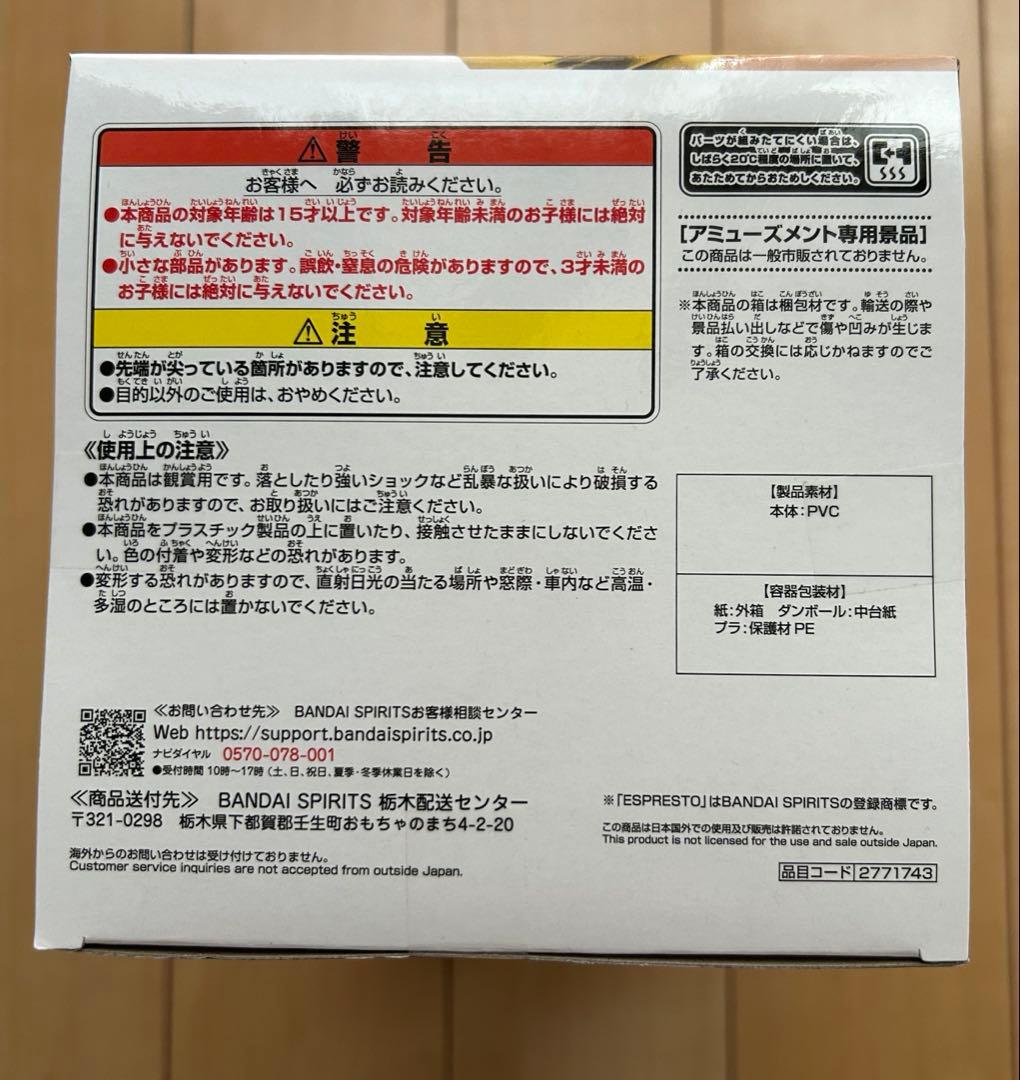 警告
お客様へ 必ずお読みください。
●本商品の対象年齢は15才以上です。対象年齢未満のお子様には絶対
に与えないでください。
●小さな部品があります。誤飲・窒息の危険がありますので、3才未満の
お子様には絶対に与えないでください。
注意
●先端が尖っている箇所がありますので、注意してください。
●目的以外のご使用は、おやめください。
パーツが組みたてにくい場合は、
しばらく20℃程度の場所に置いて、
あたためてからおためしください。
[アミューズメント専用景品]
この商品は一般市販されておりません。
※本商品の箱は梱包材です。輸送の際や
景品払い出しなどで傷や凹みが生じま
す。箱の交換には応じかねますのでご
了承ください。
《使用上の注意》
●本商品は観賞用です。落としたり強いショックなど乱暴な扱いにより破損する
恐れがありますので、お取り扱いにはご注意ください。
●本商品をプラスチック製品の上に置いたり、接触させたままにしないでくださ
い。色の付着や変形などの恐れがあります。
●変形する恐れがありますので、直射日光の当たる場所や窓際・車内など高温・
多湿のところには置かないでください。
【製品素材】
本体:PVC
【容器包装材】
紙:外箱 ダンボール:中台紙
プラ:保護材 PE
≪お問い合わせ先≫ BANDAI SPIRITSお客様相談センター
Web https://support.bandaispirits.co.jp
ナビダイヤル 0570-078-001
●受付時間 10時〜17時(土、日、祝日、夏季・冬季休業日を除く)
≪商品送付先≫ BANDAI SPIRITS 栃木配送センター
〒321-0298 栃木県下都賀郡壬生町おもちゃのまち4-2-20
海外からのお問い合わせは受け付けておりません。
Customer service inquiries are not accepted from outside Japan.
※「ESPRESTO」はBANDAI SPIRITSの登録商標です。
この商品は日本国外での使用及び販売は許諾されておりません。
This product is not licensed for the use and sale outside Japan.
品目コード 2771743